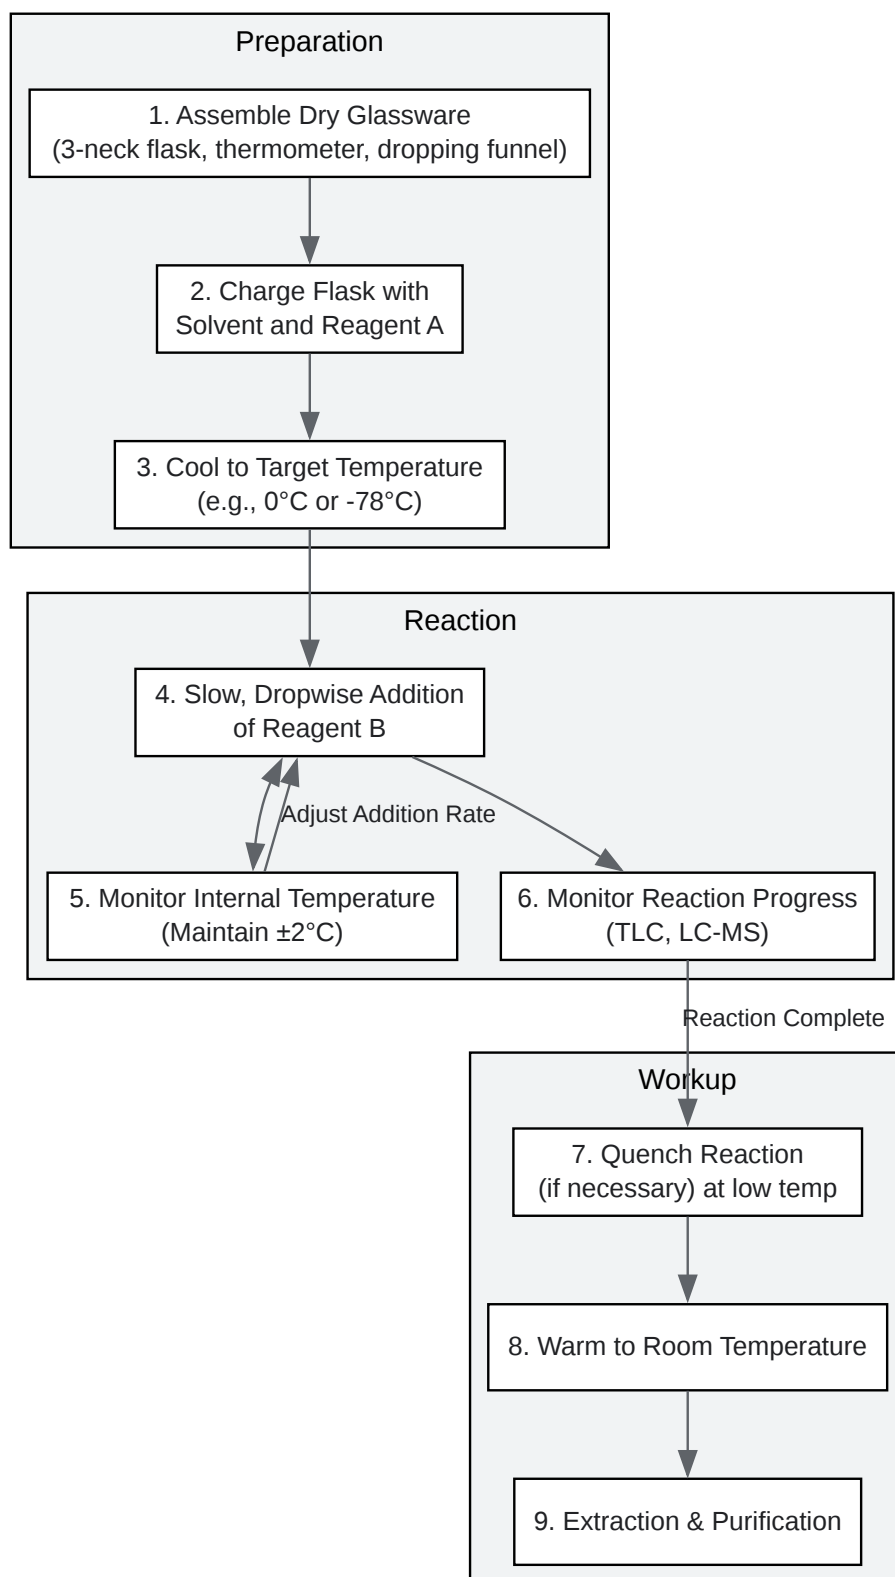 Preparation
1. Assemble Dry Glassware
(3-neck flask, thermometer, dropping funnel)
2. Charge Flask with
Solvent and Reagent A
3. Cool to Target Temperature
(e.g., 0°C or -78°C)
Reaction
4. Slow, Dropwise Addition
of Reagent B
Adjust Addition Rate
5. Monitor Internal Temperature
(Maintain ±2°C)
6. Monitor Reaction Progress
(TLC, LC-MS)
Reaction Complete
Workup
7. Quench Reaction
(if necessary) at low temp
8. Warm to Room Temperature
9. Extraction & Purification